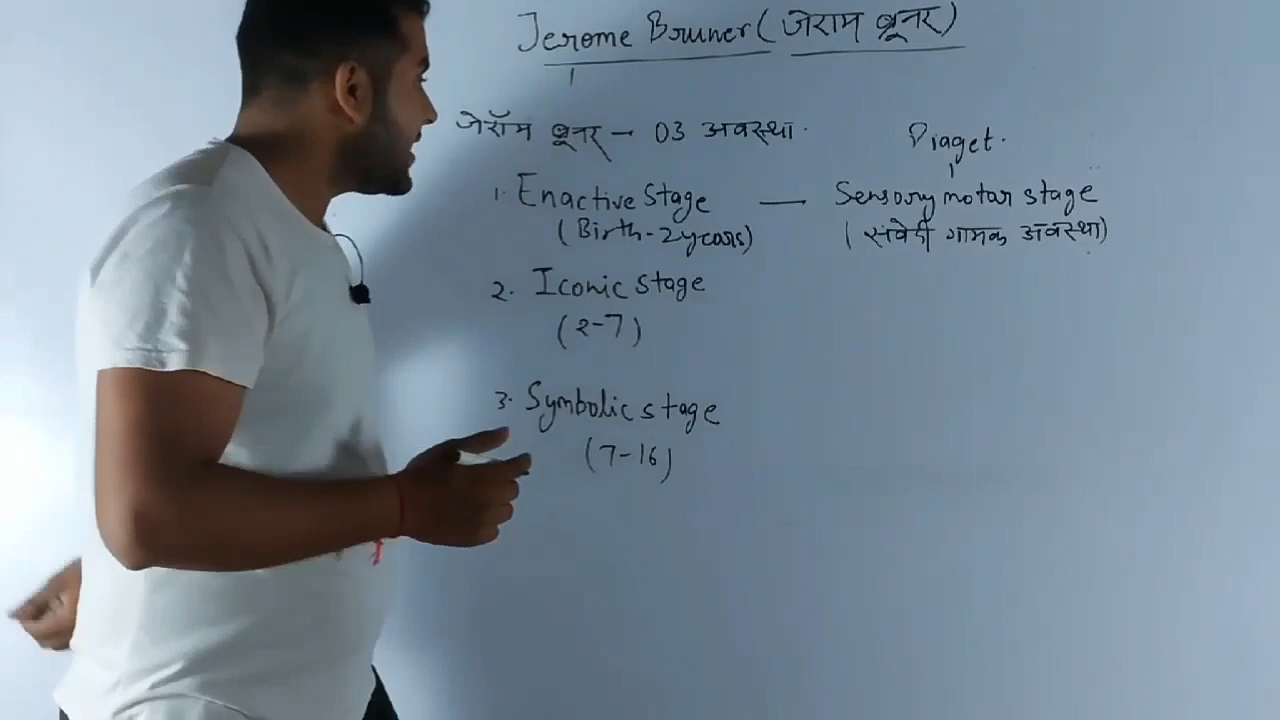 Jerome Bruner (जेराम ब्रूनर)
जेरॉम ब्रूनर - 03 अवस्था
Piaget.
1. Enactive Stage — Sensory motar stage
(Birth-2years) (संवेदी गामक अवस्था)
2. Iconic stage
(2-7)
3. Symbolic stage
(7-16)